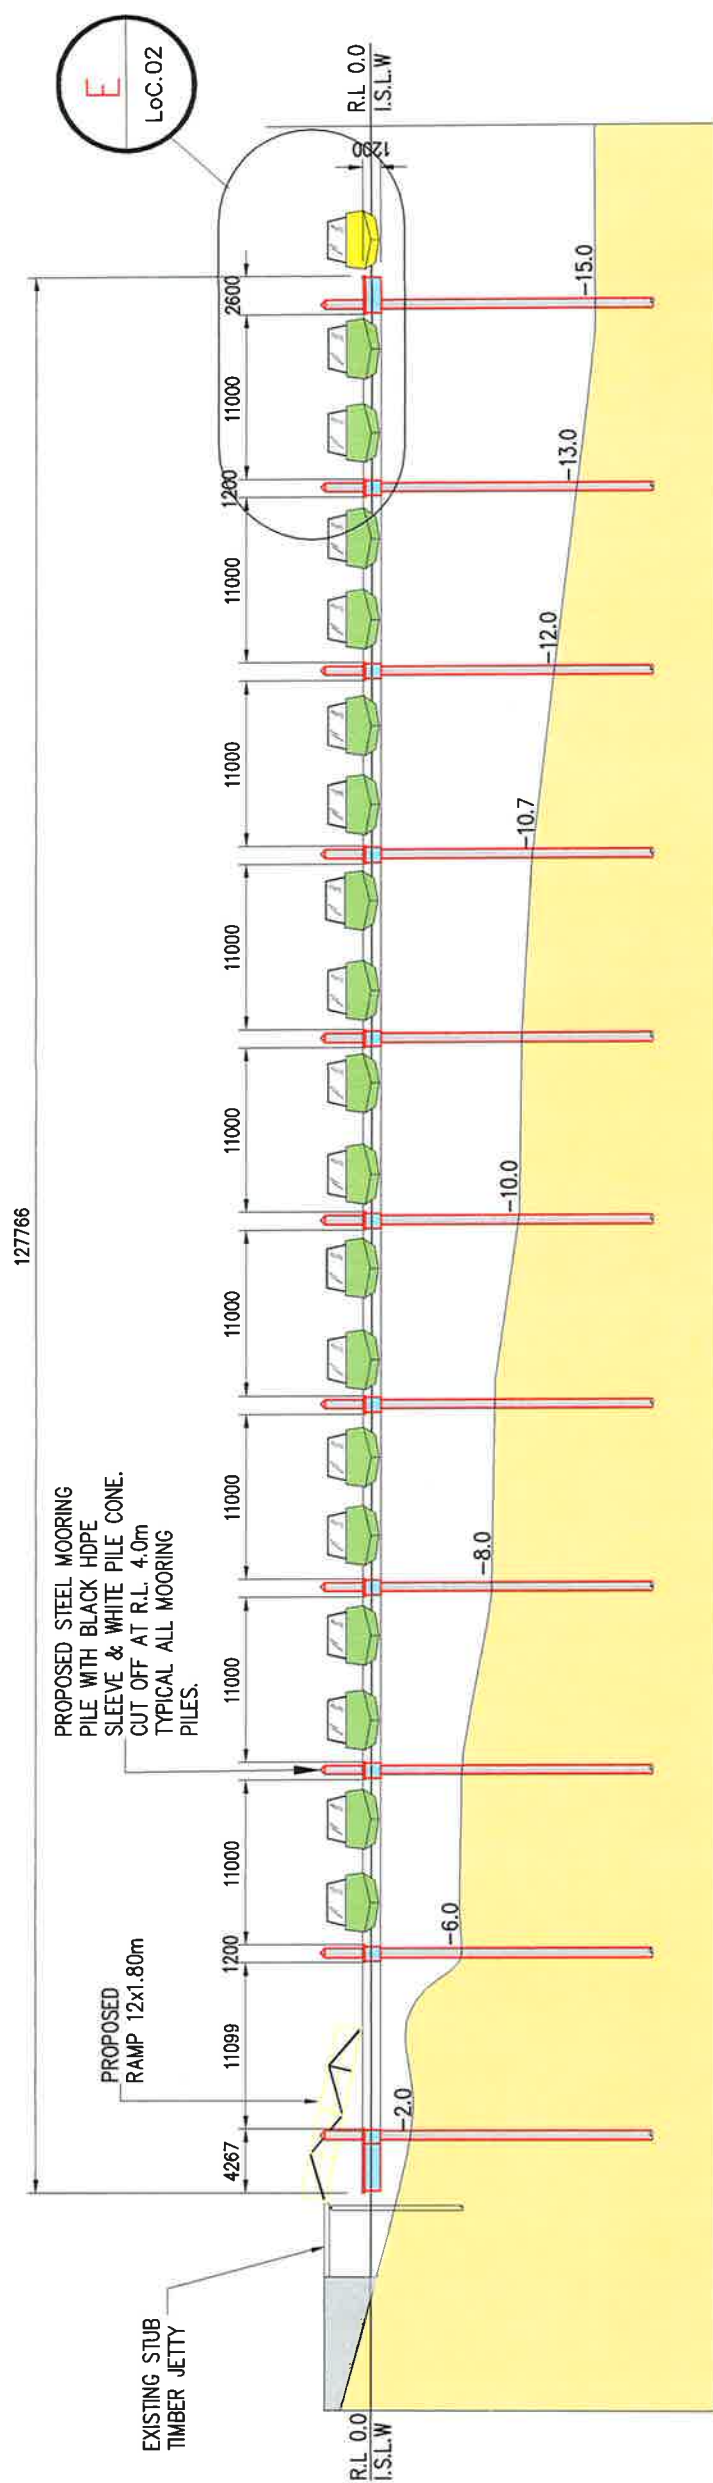 127766
PROPOSED STEEL MOORING
PILE WITH BLACK HDPE
SLEEVE & WHITE PILE CONE.
CUT OFF AT R.L. 4.0m
TYPICAL ALL MOORING
PILES.
E
LoC.02
PROPOSED
RAMP 12x1.80m
EXISTING STUB
TIMBER JETTY
4267
11099
1200
11000
11000
11000
11000
11000
11000
11000
11000
1200
11000
2600
R.L 0.0
I.S.L.W
1200
R.L 0.0
I.S.L.W
-2.0
-6.0
-8.0
-10.0
-10.7
-12.0
-13.0
-15.0